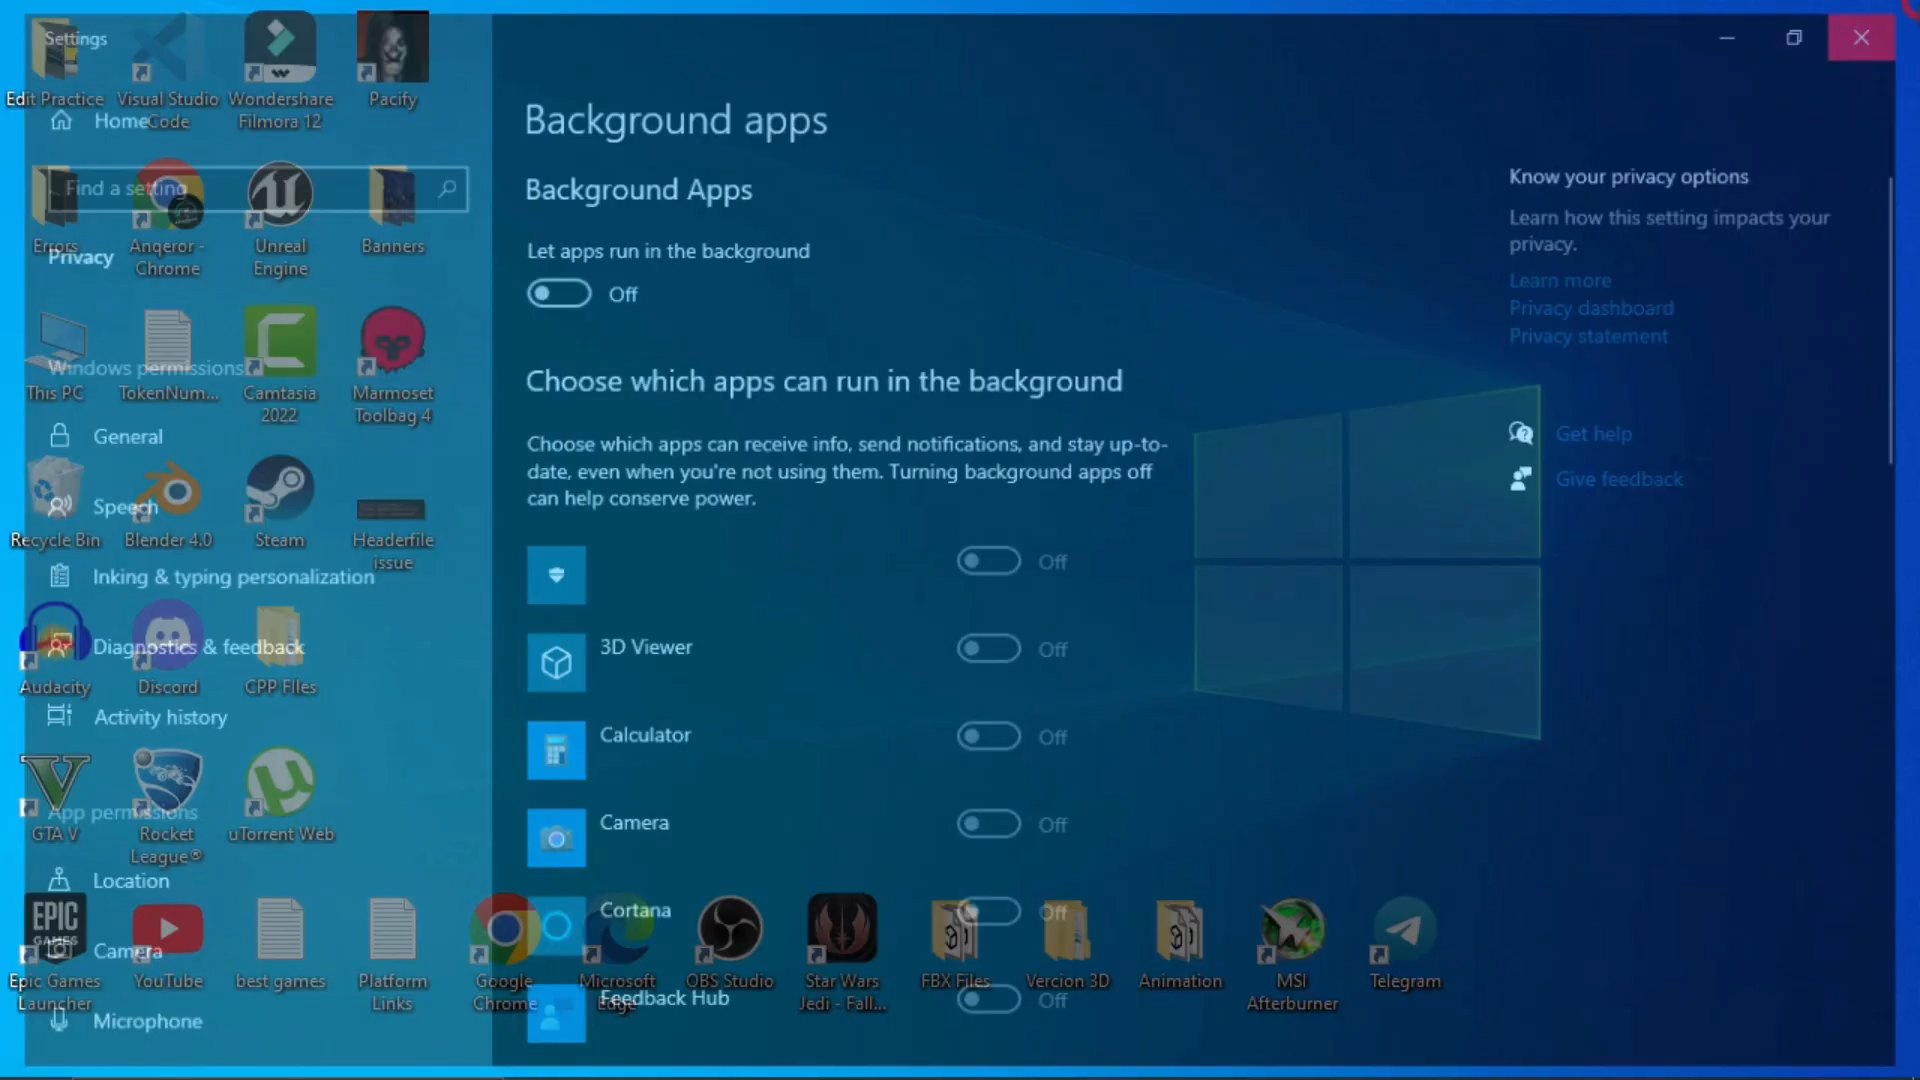 Settings
Home
Find a setting
Privacy
Windows permissions
General
Speech
Inking & typing personalization
Diagnostics & feedback
Activity history
App permissions
Location
Camera
Microphone
Background apps
Background Apps
Let apps run in the background
Off
Choose which apps can run in the background
Choose which apps can receive info, send notifications, and stay up-to-
date, even when you're not using them. Turning background apps off
can help conserve power.
Off
3D Viewer
Off
Calculator
Off
Camera
Off
Cortana
Off
Feedback Hub
Off
Know your privacy options
Learn how this setting impacts your
privacy.
Learn more
Privacy dashboard
Privacy statement
Get help
Give feedback
Edit Practice
Visual Studio
Code
Wondershare
Filmora 12
Pacify
Errors
Anqeror -
Chrome
Unreal
Engine
Banners
This PC
TokenNum...
Camtasia
2022
Marmoset
Toolbag 4
Recycle Bin
Blender 4.0
Steam
Headerfile
issue
Audacity
Discord
CPP FIles
GTA V
Rocket
League®
uTorrent Web
EPIC
GAMES
Epic Games
Launcher
YouTube
best games
Platform
Links
Google
Chrome
Microsoft
Edge
OBS Studio
Star Wars
Jedi - Fall...
FBX Files
Vercion 3D
Animation
MSI
Afterburner
Telegram